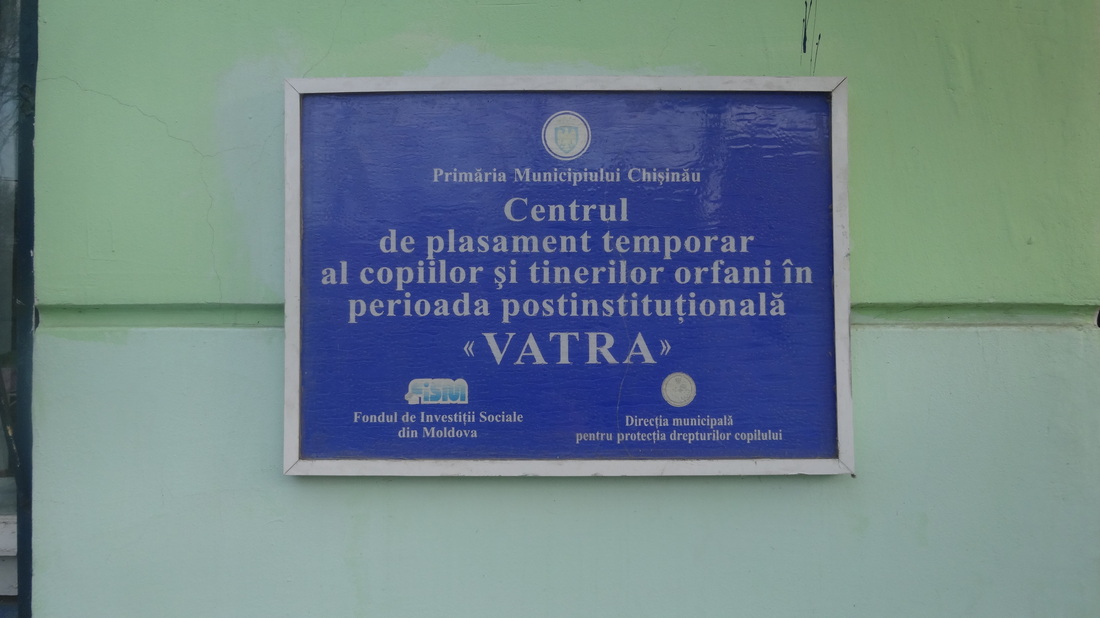 Primăria Municipiului Chișinău
Centrul
de plasament temporar
al copiilor şi tinerilor orfani în
perioada postinstituțională
«VATRA»
FISM
Fondul de Investiții Sociale
din Moldova
Direcția municipală
pentru protecția drepturilor copilului